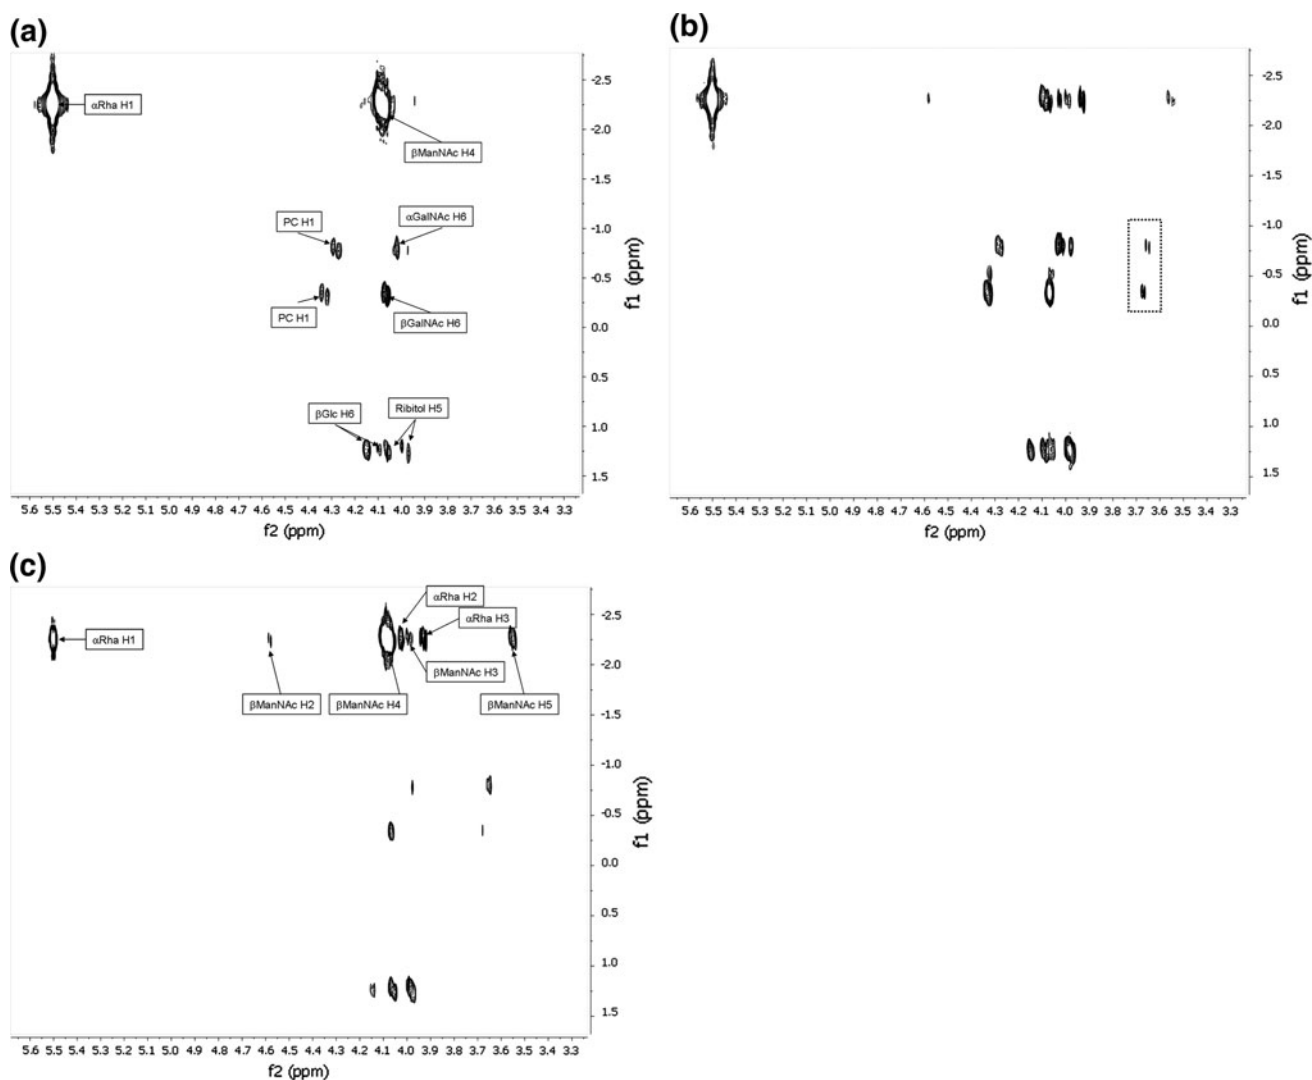 (a)
-2.5
αRha H1
-2.0
βManNAc H4
-1.5
PC H1
αGalNAc H6
-1.0
-0.5
f1 (ppm)
PC H1
βGalNAc H6
0.0
0.5
βGlc H6
Ribitol H5
1.0
1.5
5.6 5.5 5.4 5.3 5.2 5.1 5.0 4.9 4.8 4.7 4.6 4.5 4.4 4.3 4.2 4.1 4.0 3.9 3.8 3.7 3.6 3.5 3.4 3.3
f2 (ppm)
(b)
-2.5
-2.0
-1.5
-1.0
-0.5
f1 (ppm)
0.0
0.5
1.0
1.5
5.6 5.5 5.4 5.3 5.2 5.1 5.0 4.9 4.8 4.7 4.6 4.5 4.4 4.3 4.2 4.1 4.0 3.9 3.8 3.7 3.6 3.5 3.4 3.3
f2 (ppm)
(c)
αRha H2
-2.5
αRha H3
αRha H1
βManNAc H3
-2.0
βManNAc H2
βManNAc H4
βManNAc H5
-1.5
-1.0
-0.5
f1 (ppm)
0.0
0.5
1.0
1.5
5.6 5.5 5.4 5.3 5.2 5.1 5.0 4.9 4.8 4.7 4.6 4.5 4.4 4.3 4.2 4.1 4.0 3.9 3.8 3.7 3.6 3.5 3.4 3.3
f2 (ppm)